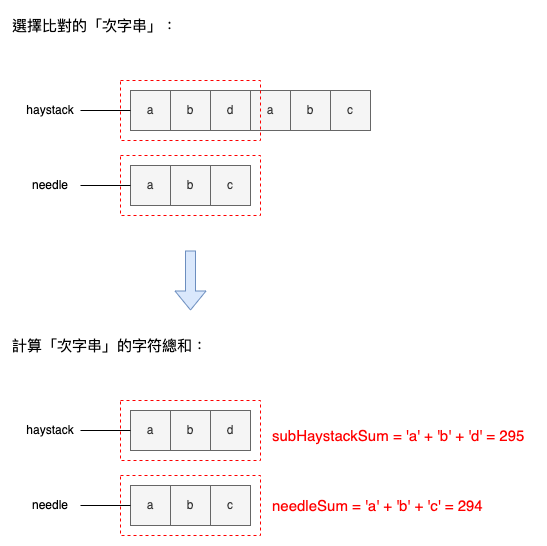 選擇比對的「次字串」：
haystack a b d a b c
needle a b c
計算「次字串」的字符總和：
haystack a b d subHaystackSum = 'a' + 'b' + 'd' = 295
needle a b c needleSum = 'a' + 'b' + 'c' = 294